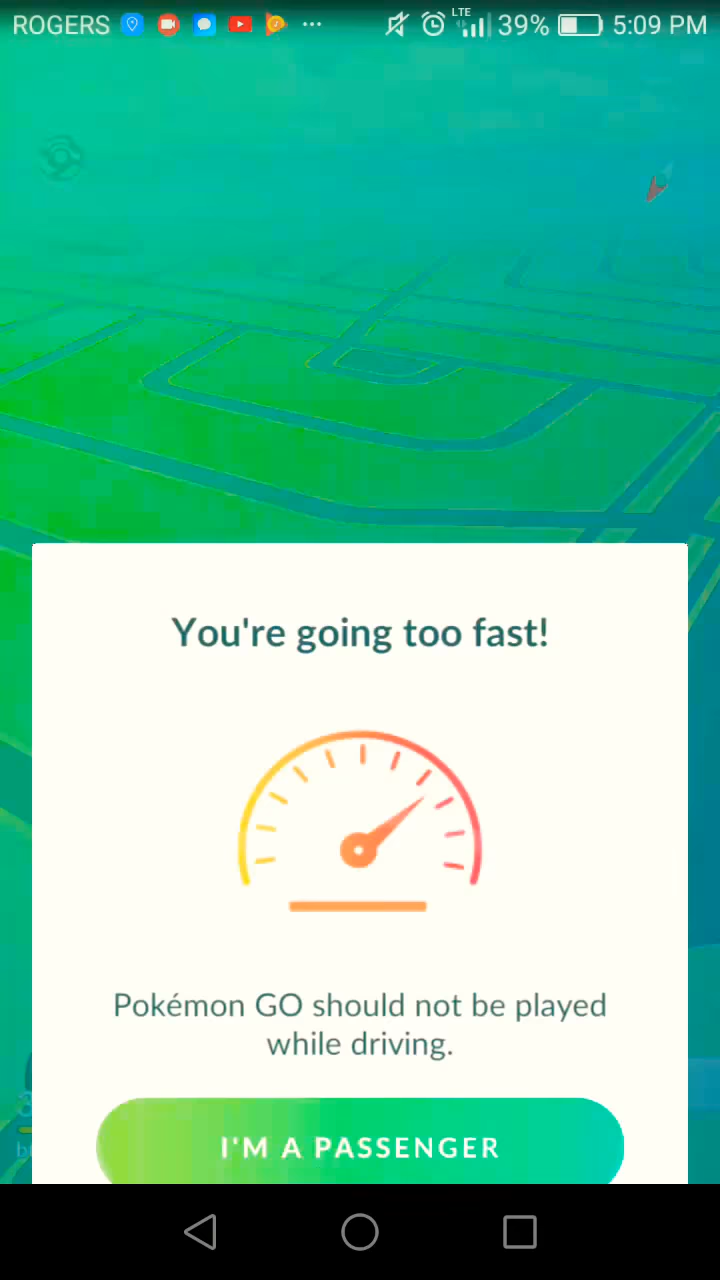 ROGERS LTE 39% 5:09 PM
You're going too fast!
Pokémon GO should not be played
while driving.
I'M A PASSENGER